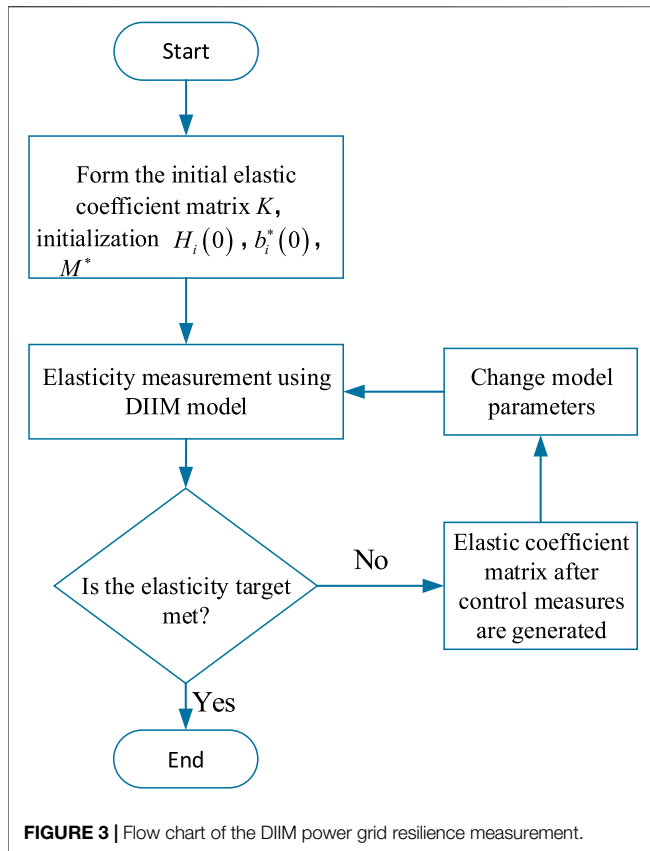 Start
Form the initial elastic
coefficient matrix K,
initialization H_i(0), b_i^*(0),
M^*
Elasticity measurement using
DIIM model
Change model
parameters
Is the elasticity target
met?
No
Elastic coefficient
matrix after
control measures
are generated
Yes
End
FIGURE 3 | Flow chart of the DIIM power grid resilience measurement.